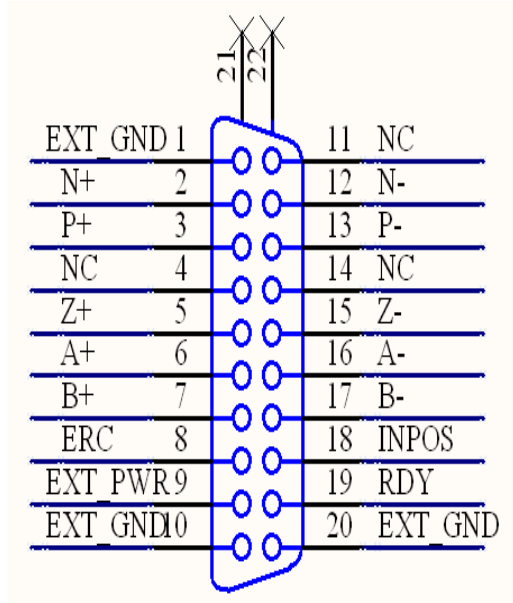 21 22
EXT_GND 1 11 NC
N+ 2 12 N-
P+ 3 13 P-
NC 4 14 NC
Z+ 5 15 Z-
A+ 6 16 A-
B+ 7 17 B-
ERC 8 18 INPOS
EXT_PWR 9 19 RDY
EXT_GND 10 20 EXT_GND